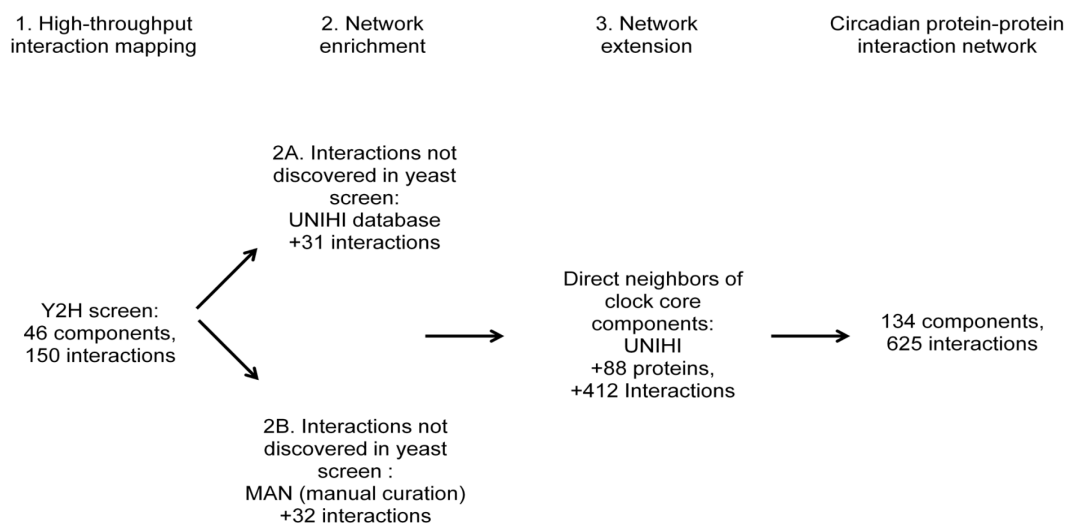 1. High-throughput
interaction mapping
2. Network
enrichment
3. Network
extension
Circadian protein-protein
interaction network
2A. Interactions not
discovered in yeast
screen:
UNIHI database
+31 interactions
Y2H screen:
46 components,
150 interactions
2B. Interactions not
discovered in yeast
screen :
MAN (manual curation)
+32 interactions
Direct neighbors of
clock core
components:
UNIHI
+88 proteins,
+412 Interactions
134 components,
625 interactions